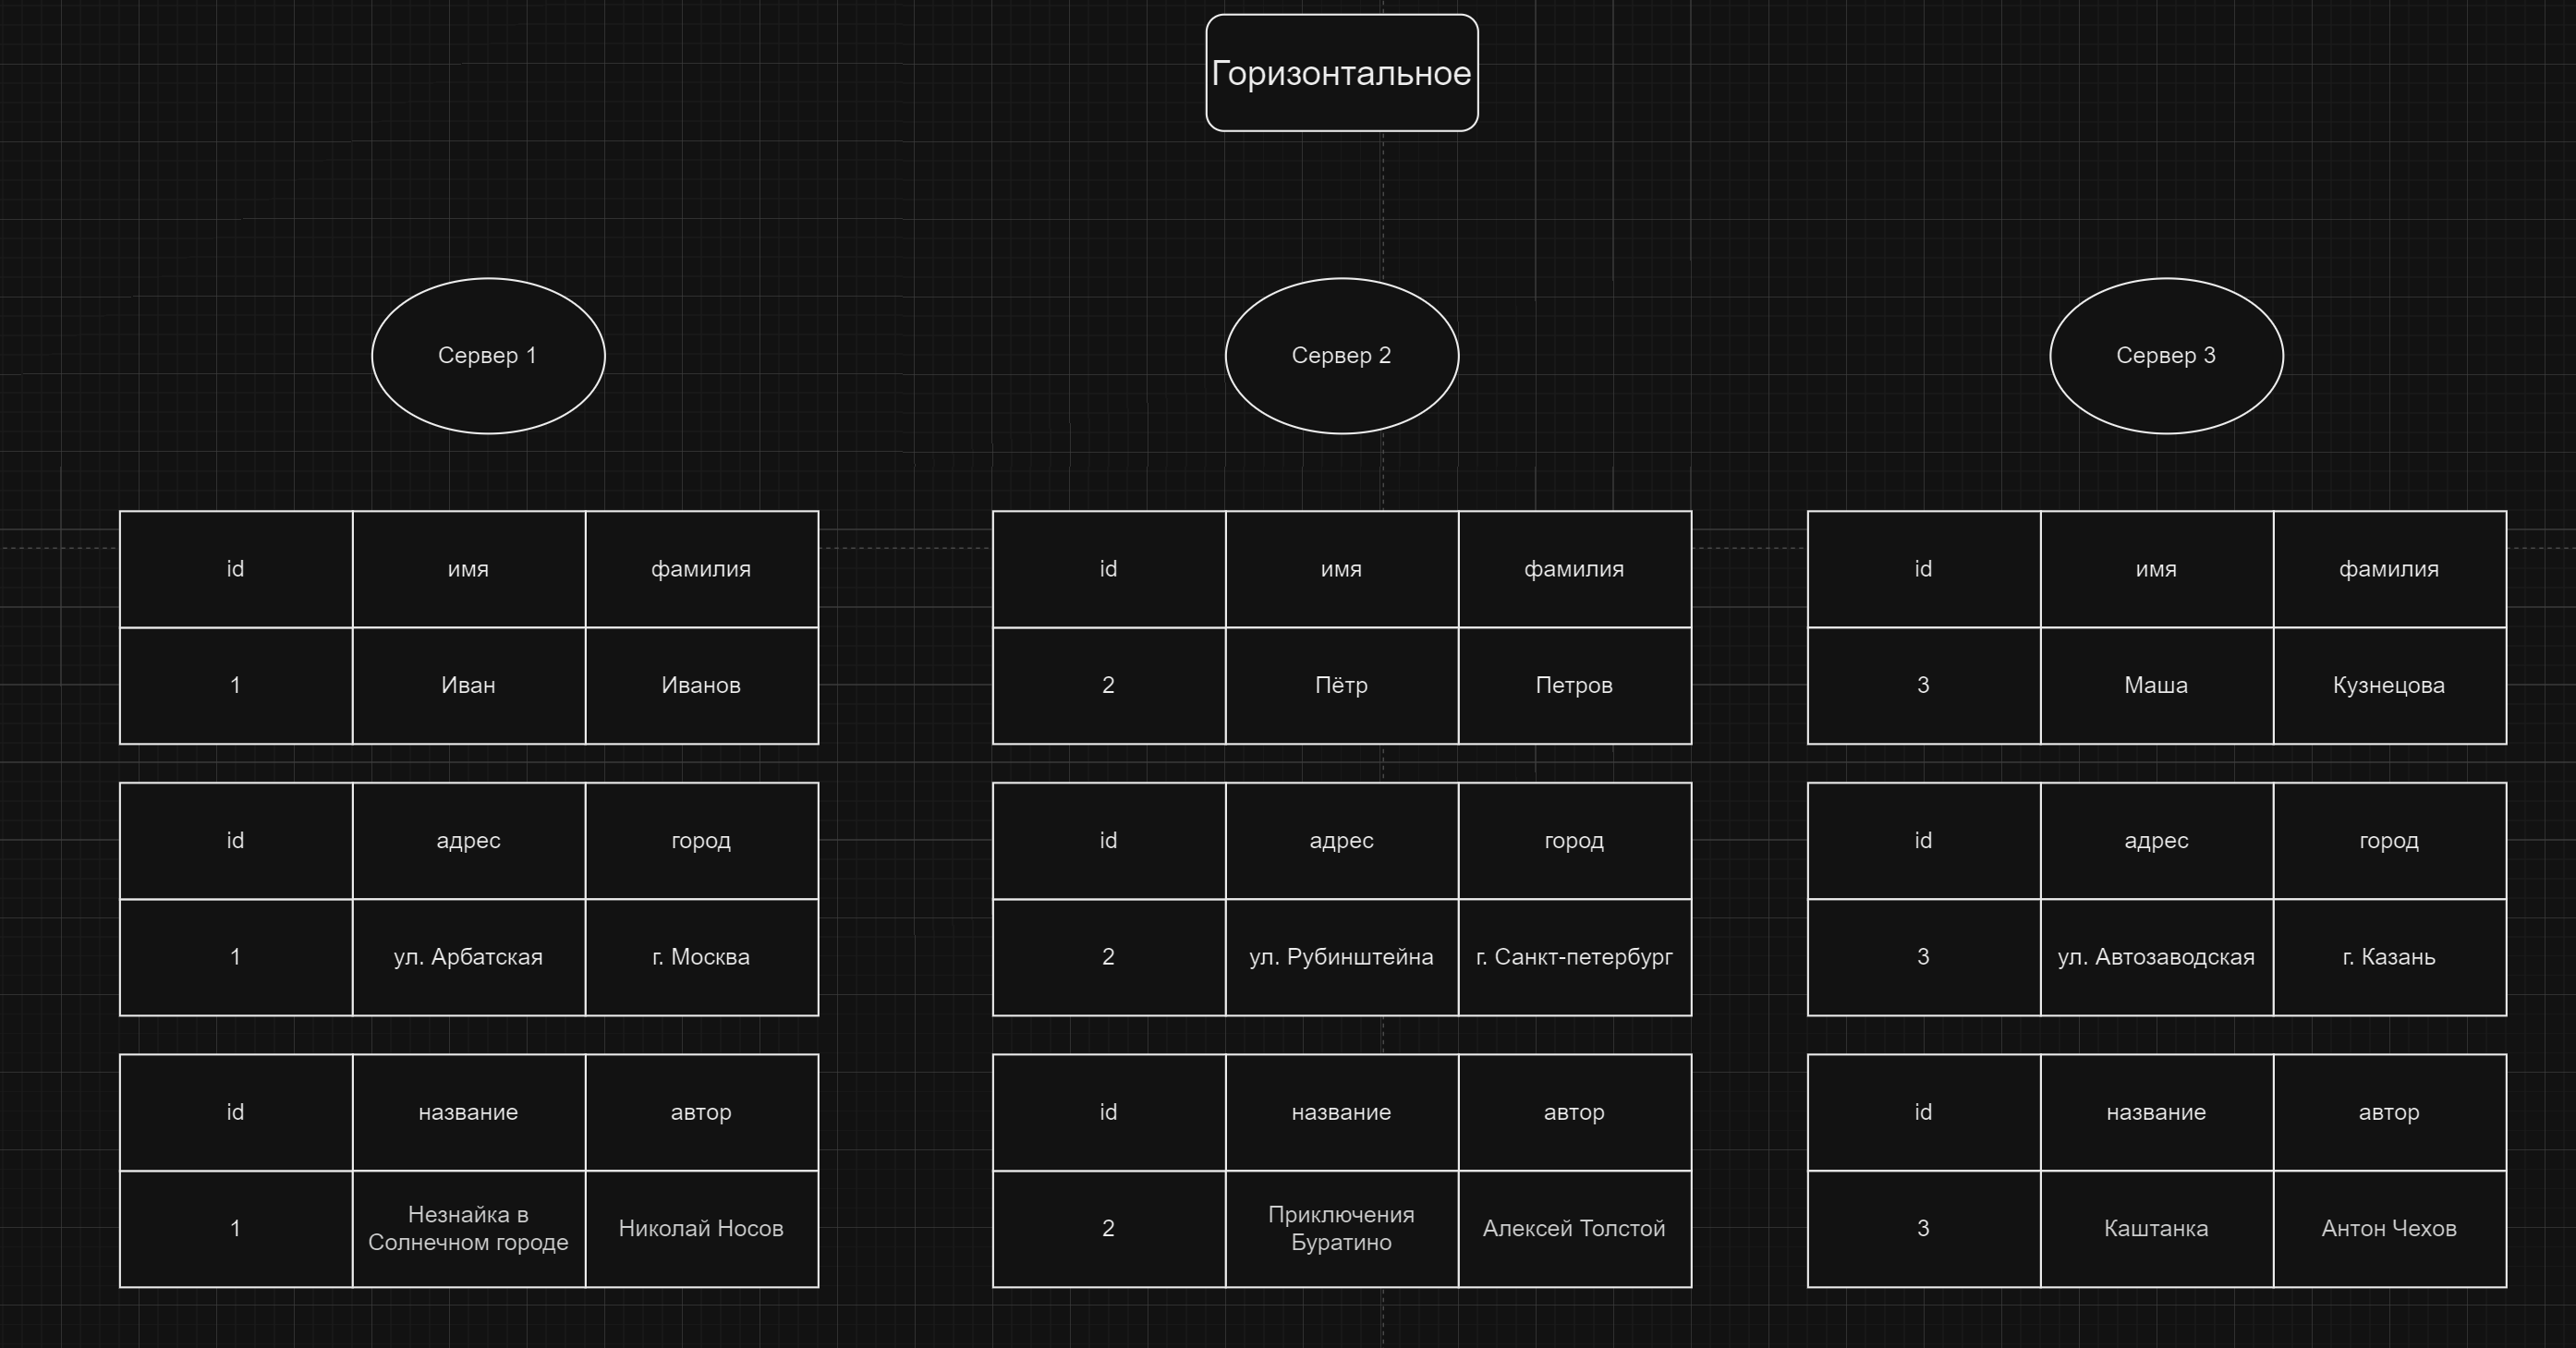 Горизонтальное
Сервер 1
Сервер 2
Сервер 3
id имя фамилия
1 Иван Иванов
id имя фамилия
2 Пётр Петров
id имя фамилия
3 Маша Кузнецова
id адрес город
1 ул. Арбатская г. Москва
id адрес город
2 ул. Рубинштейна г. Санкт-петербург
id адрес город
3 ул. Автозаводская г. Казань
id название автор
1 Незнайка в
Солнечном городе Николай Носов
id название автор
2 Приключения
Буратино Алексей Толстой
id название автор
3 Каштанка Антон Чехов